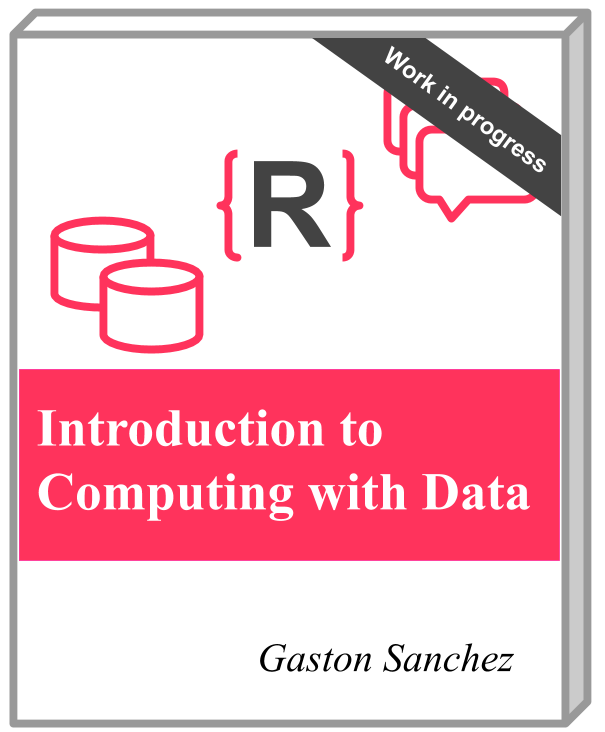 Work in progress
{R}
Introduction to
Computing with Data
Gaston Sanchez